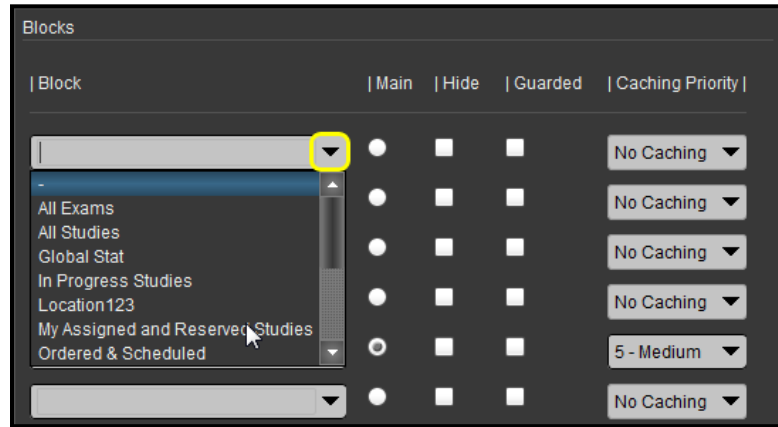 Blocks
| Block | Main | Hide | Guarded | Caching Priority |
| No Caching
-
All Exams No Caching
All Studies
Global Stat No Caching
In Progress Studies
Location123 No Caching
My Assigned and Reserved Studies
Ordered & Scheduled 5 - Medium
No Caching